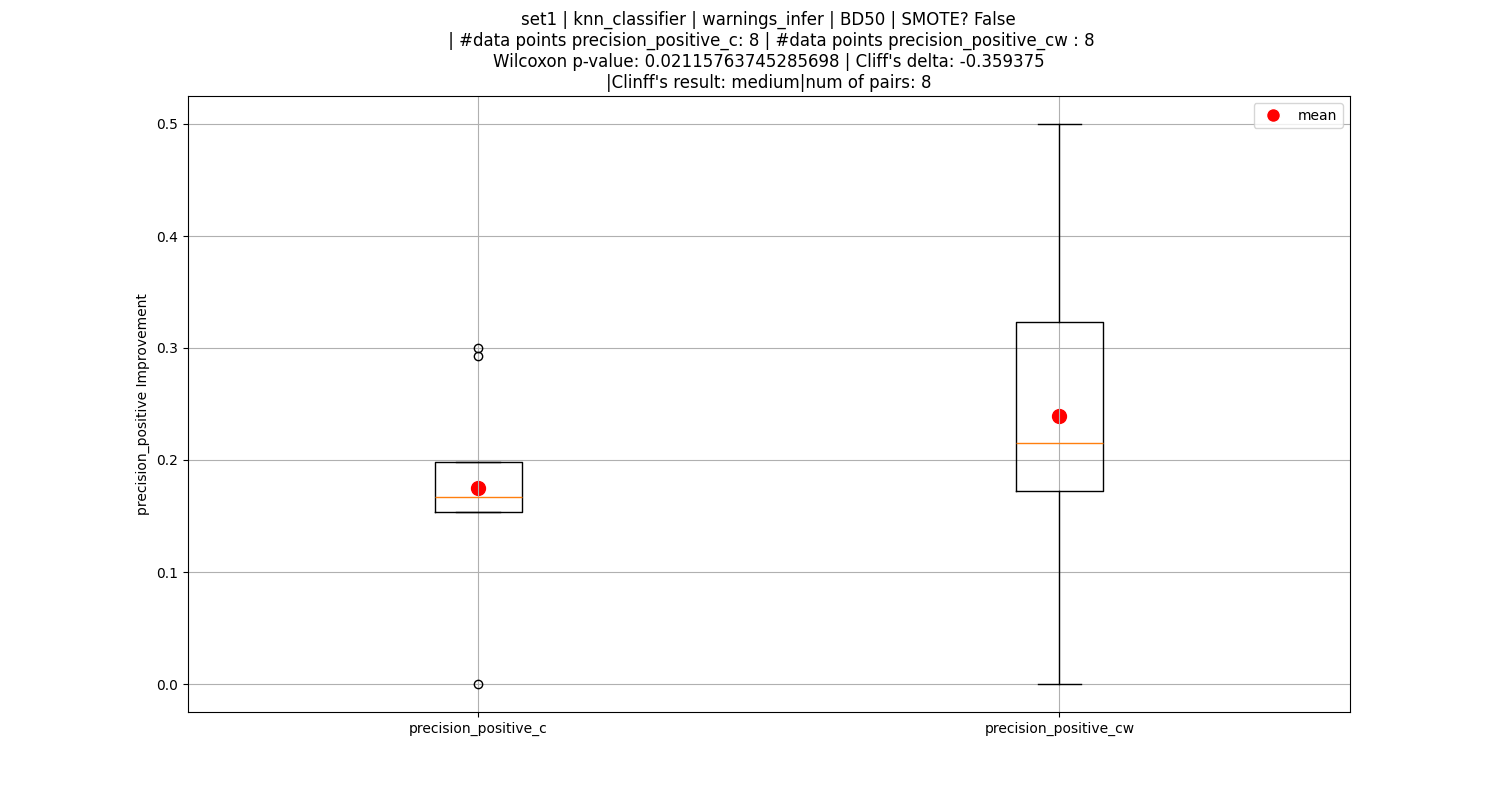 set1 | knn_classifier | warnings_infer | BD50 | SMOTE? False
| #data points precision_positive_c: 8 | #data points precision_positive_cw : 8
Wilcoxon p-value: 0.02115763745285698 | Cliff's delta: -0.359375
|Clinff's result: medium|num of pairs: 8
mean
precision_positive Improvement
0.5
0.4
0.3
0.2
0.1
0.0
precision_positive_c
precision_positive_cw